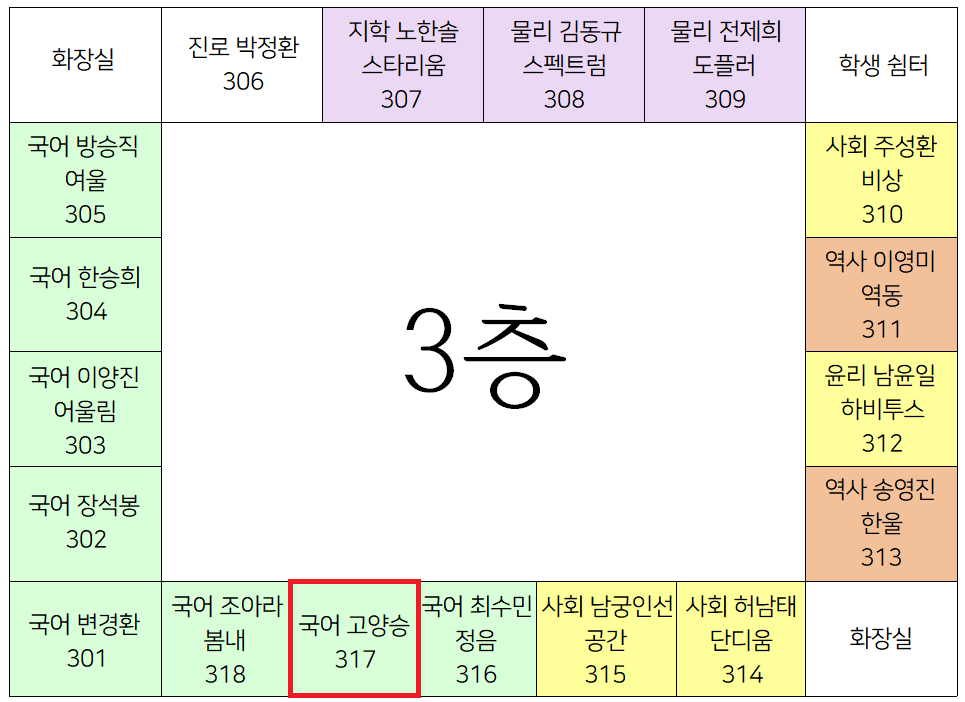 화장실
진로 박정환
306
지학 노한솔
스타리움
307
물리 김동규
스펙트럼
308
물리 전제희
도플러
309
학생 쉼터
국어 방승직
여울
305
사회 주성환
비상
310
국어 한승희
304
역사 이영미
역동
311
3층
국어 이양진
어울림
303
윤리 남윤일
하비투스
312
국어 장석봉
302
역사 송영진
한울
313
국어 변경환
301
국어 조아라
봄내
318
국어 고양승
317
국어 최수민
정음
316
사회 남궁인선
공간
315
사회 허남태
단디움
314
화장실